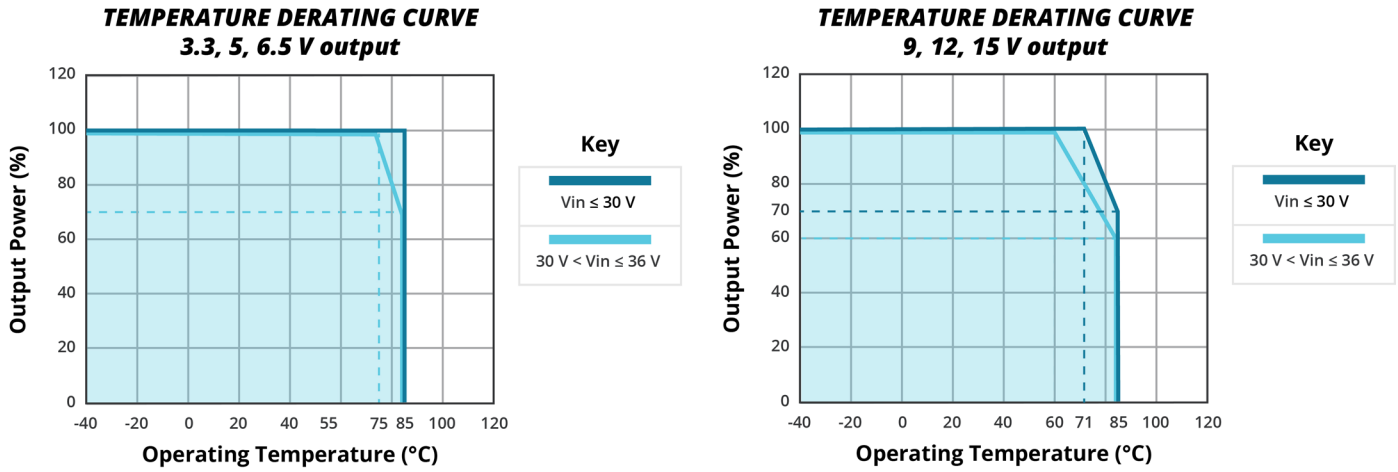 TEMPERATURE DERATING CURVE
3.3, 5, 6.5 V output
120
100
80
60
40
20
0
-40
-20
0
20
40
55
75
85
100
120
Output Power (%)
Operating Temperature (°C)
Key
Vin ≤ 30 V
30 V < Vin ≤ 36 V
TEMPERATURE DERATING CURVE
9, 12, 15 V output
120
100
80
70
60
40
20
0
-40
-20
0
20
40
60
71
85
100
120
Output Power (%)
Operating Temperature (°C)
Key
Vin ≤ 30 V
30 V < Vin ≤ 36 V